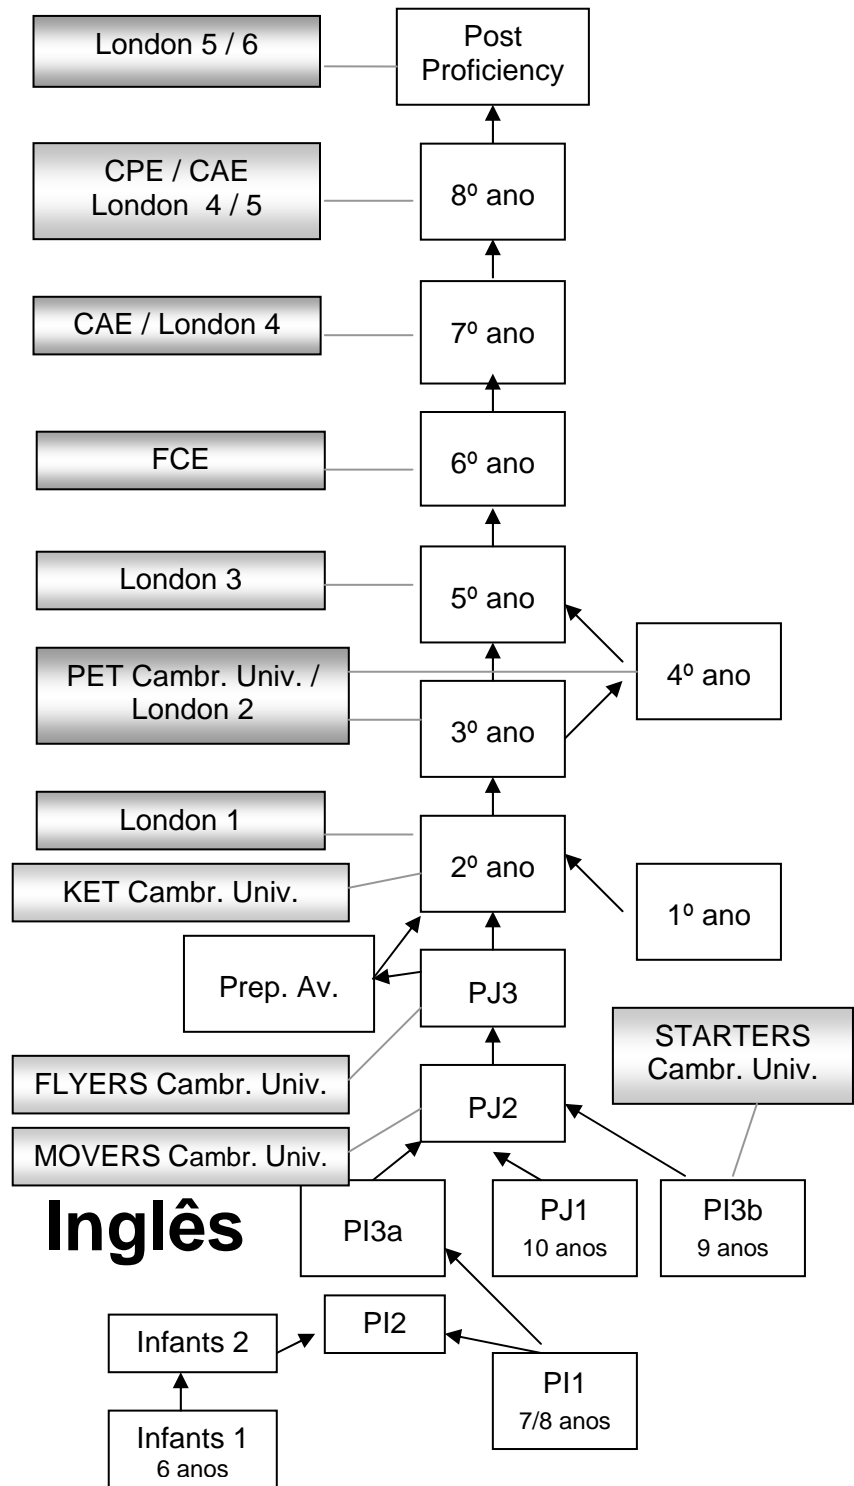 London 5 / 6
Post
Proficiency
CPE / CAE
London 4 / 5
8º ano
CAE / London 4
7º ano
FCE
6º ano
London 3
5º ano
PET Cambr. Univ. /
London 2
4º ano
3º ano
London 1
2º ano
KET Cambr. Univ.
1º ano
Prep. Av.
PJ3
STARTERS
Cambr. Univ.
FLYERS Cambr. Univ.
PJ2
MOVERS Cambr. Univ.
Inglês
PI3a
PJ1
10 anos
PI3b
9 anos
PI2
Infants 2
PI1
7/8 anos
Infants 1
6 anos